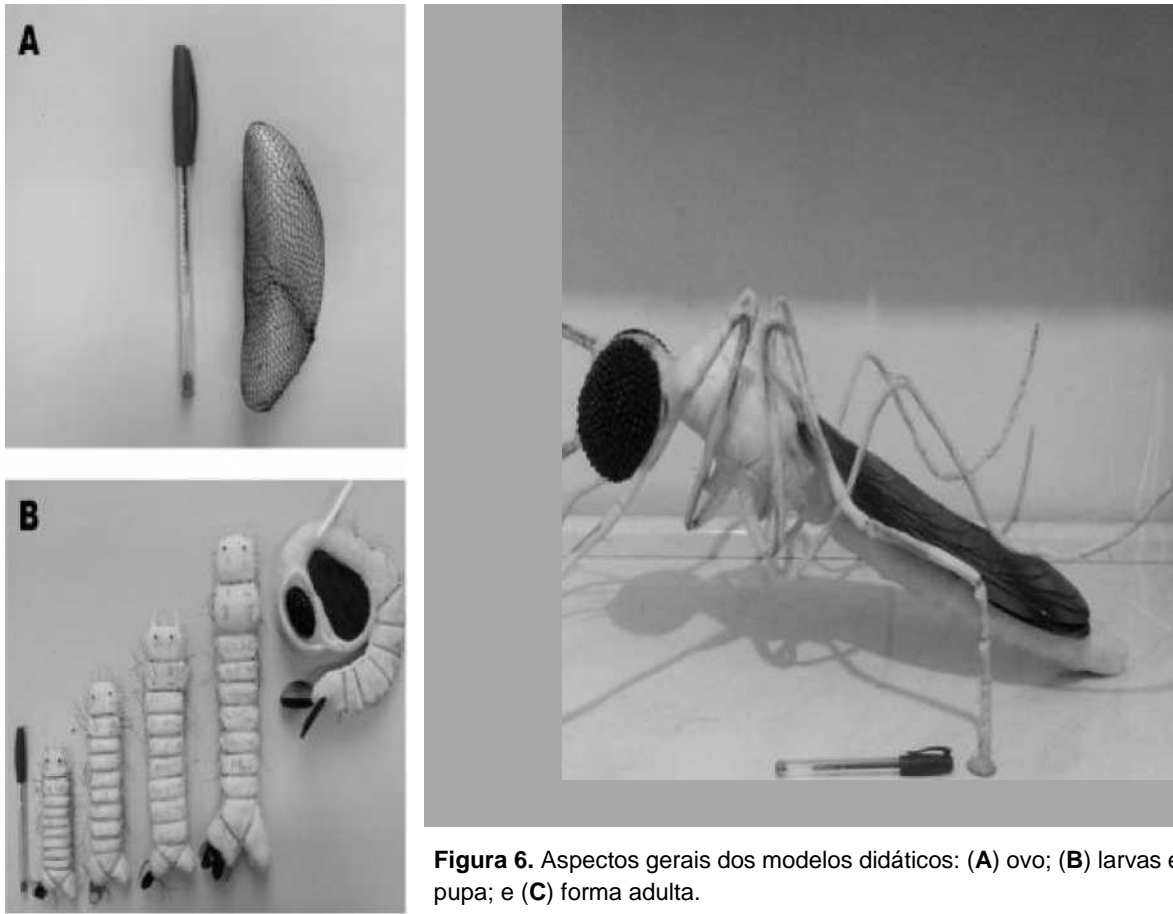 A
B
Figura 6. Aspectos gerais dos modelos didáticos: (A) ovo; (B) larvas e
pupa; e (C) forma adulta.